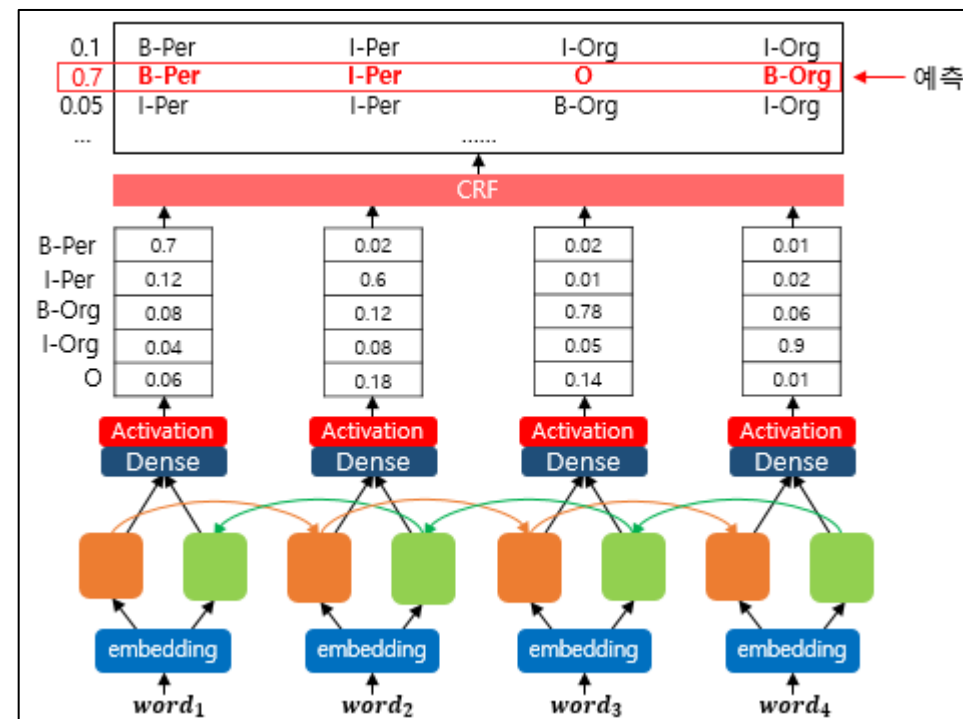 0.1 B-Per I-Per I-Org I-Org
0.7 B-Per I-Per O B-Org 예측
0.05 I-Per I-Per B-Org I-Org
... ......
CRF
B-Per 0.7 0.02 0.02 0.01
I-Per 0.12 0.6 0.01 0.02
B-Org 0.08 0.12 0.78 0.06
I-Org 0.04 0.08 0.05 0.9
O 0.06 0.18 0.14 0.01
Activation Activation Activation Activation
Dense Dense Dense Dense
embedding embedding embedding embedding
word₁ word₂ word₃ word₄